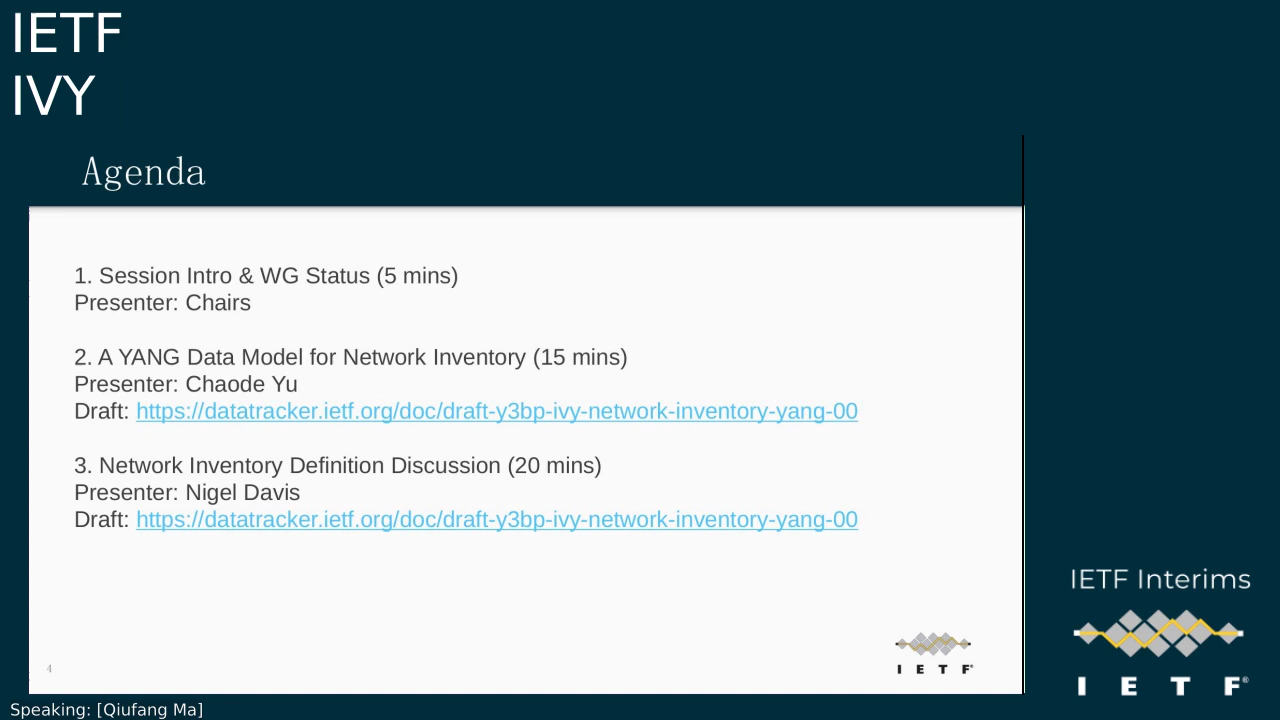 IETF
IVY
Agenda
1. Session Intro & WG Status (5 mins)
Presenter: Chairs
2. A YANG Data Model for Network Inventory (15 mins)
Presenter: Chaode Yu
Draft: https://datatracker.ietf.org/doc/draft-y3bp-ivy-network-inventory-yang-00
3. Network Inventory Definition Discussion (20 mins)
Presenter: Nigel Davis
Draft: https://datatracker.ietf.org/doc/draft-y3bp-ivy-network-inventory-yang-00
4
I E T F®
IETF Interims
I E T F®
Speaking: [Qiufang Ma]